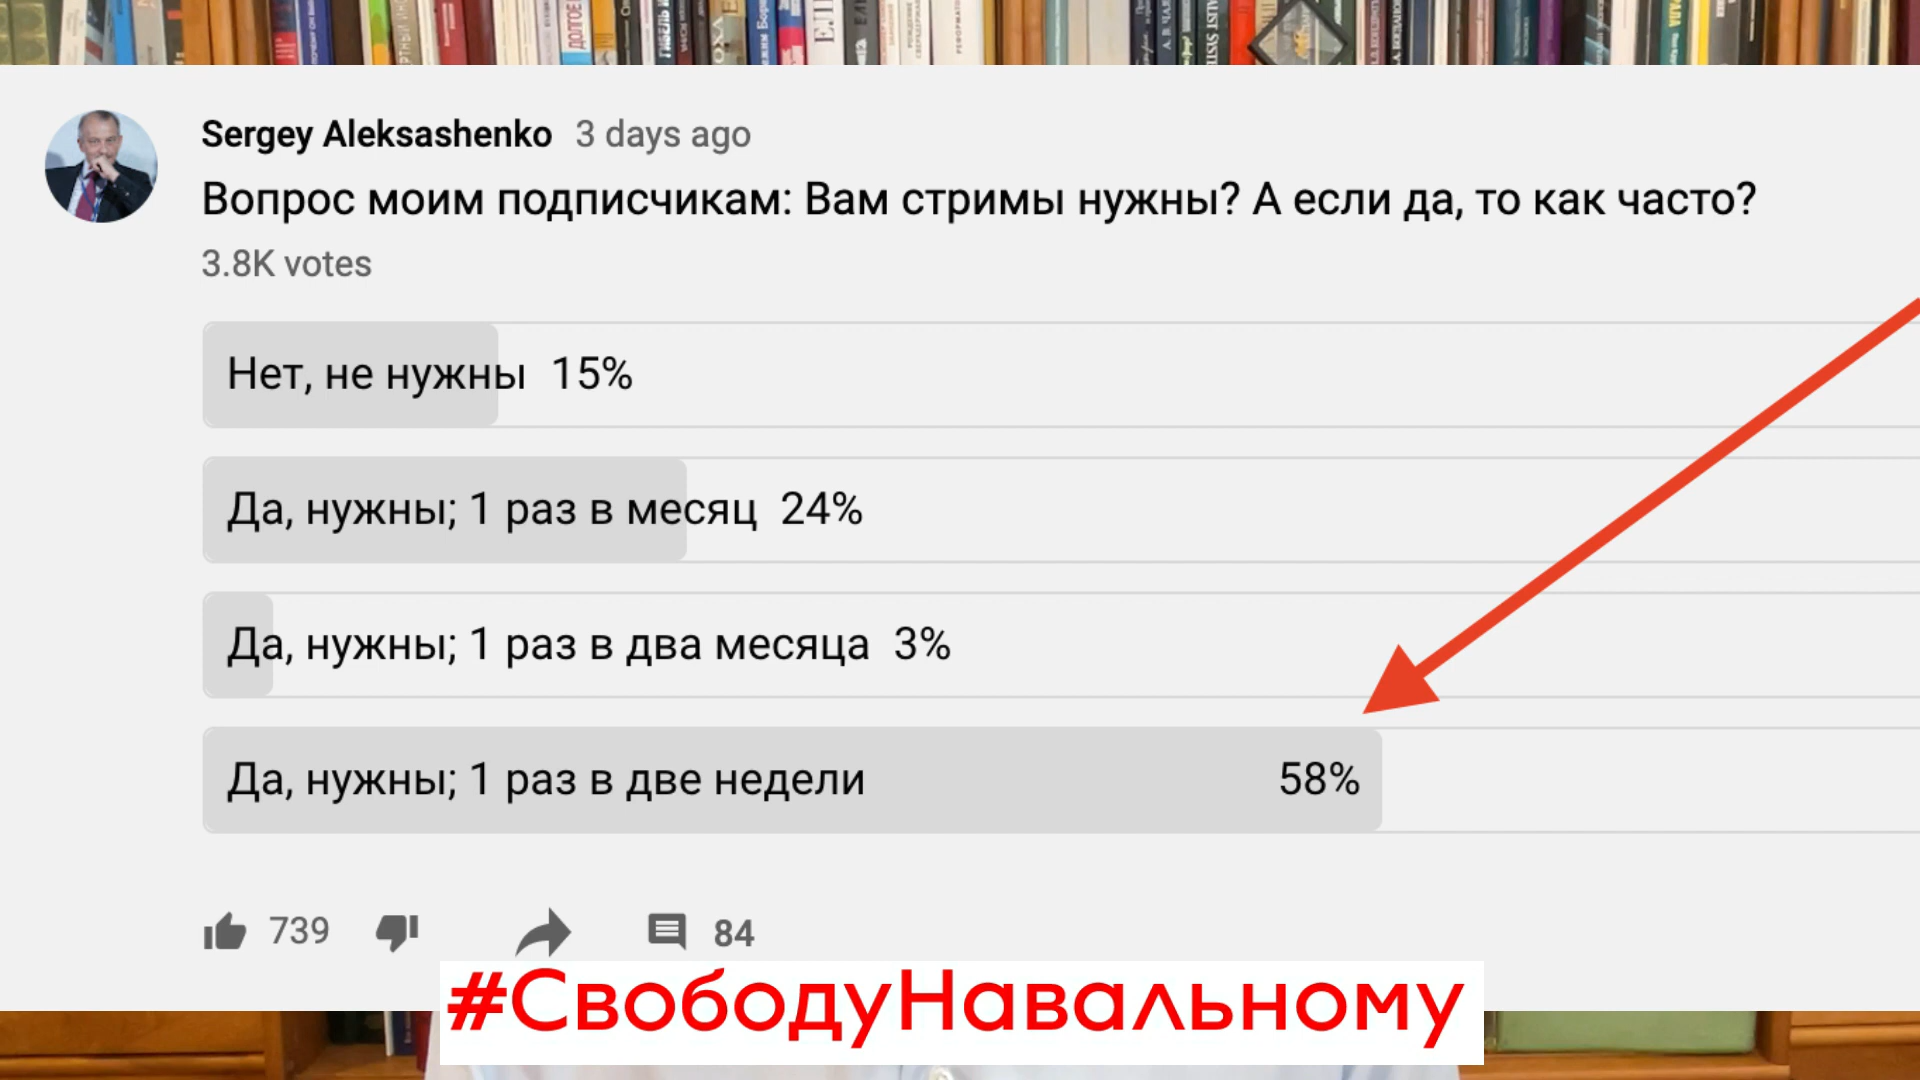 ДОЛГОЕ
Sergey Aleksashenko 3 days ago
Вопрос моим подписчикам: Вам стримы нужны? А если да, то как часто?
3.8K votes
Нет, не нужны 15%
Да, нужны; 1 раз в месяц 24%
Да, нужны; 1 раз в два месяца 3%
Да, нужны; 1 раз в две недели 58%
739 84
#СвободуНавальному